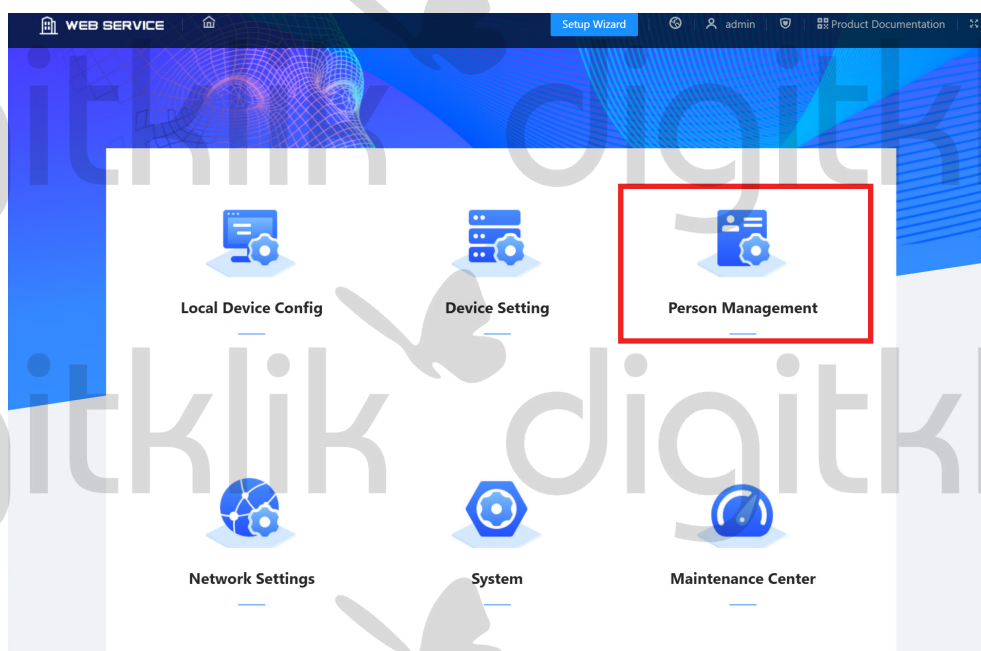 WEB SERVICE Setup Wizard admin Product Documentation
Local Device Config Device Setting Person Management
Network Settings System Maintenance Center
itklik digitk
itklik digitk